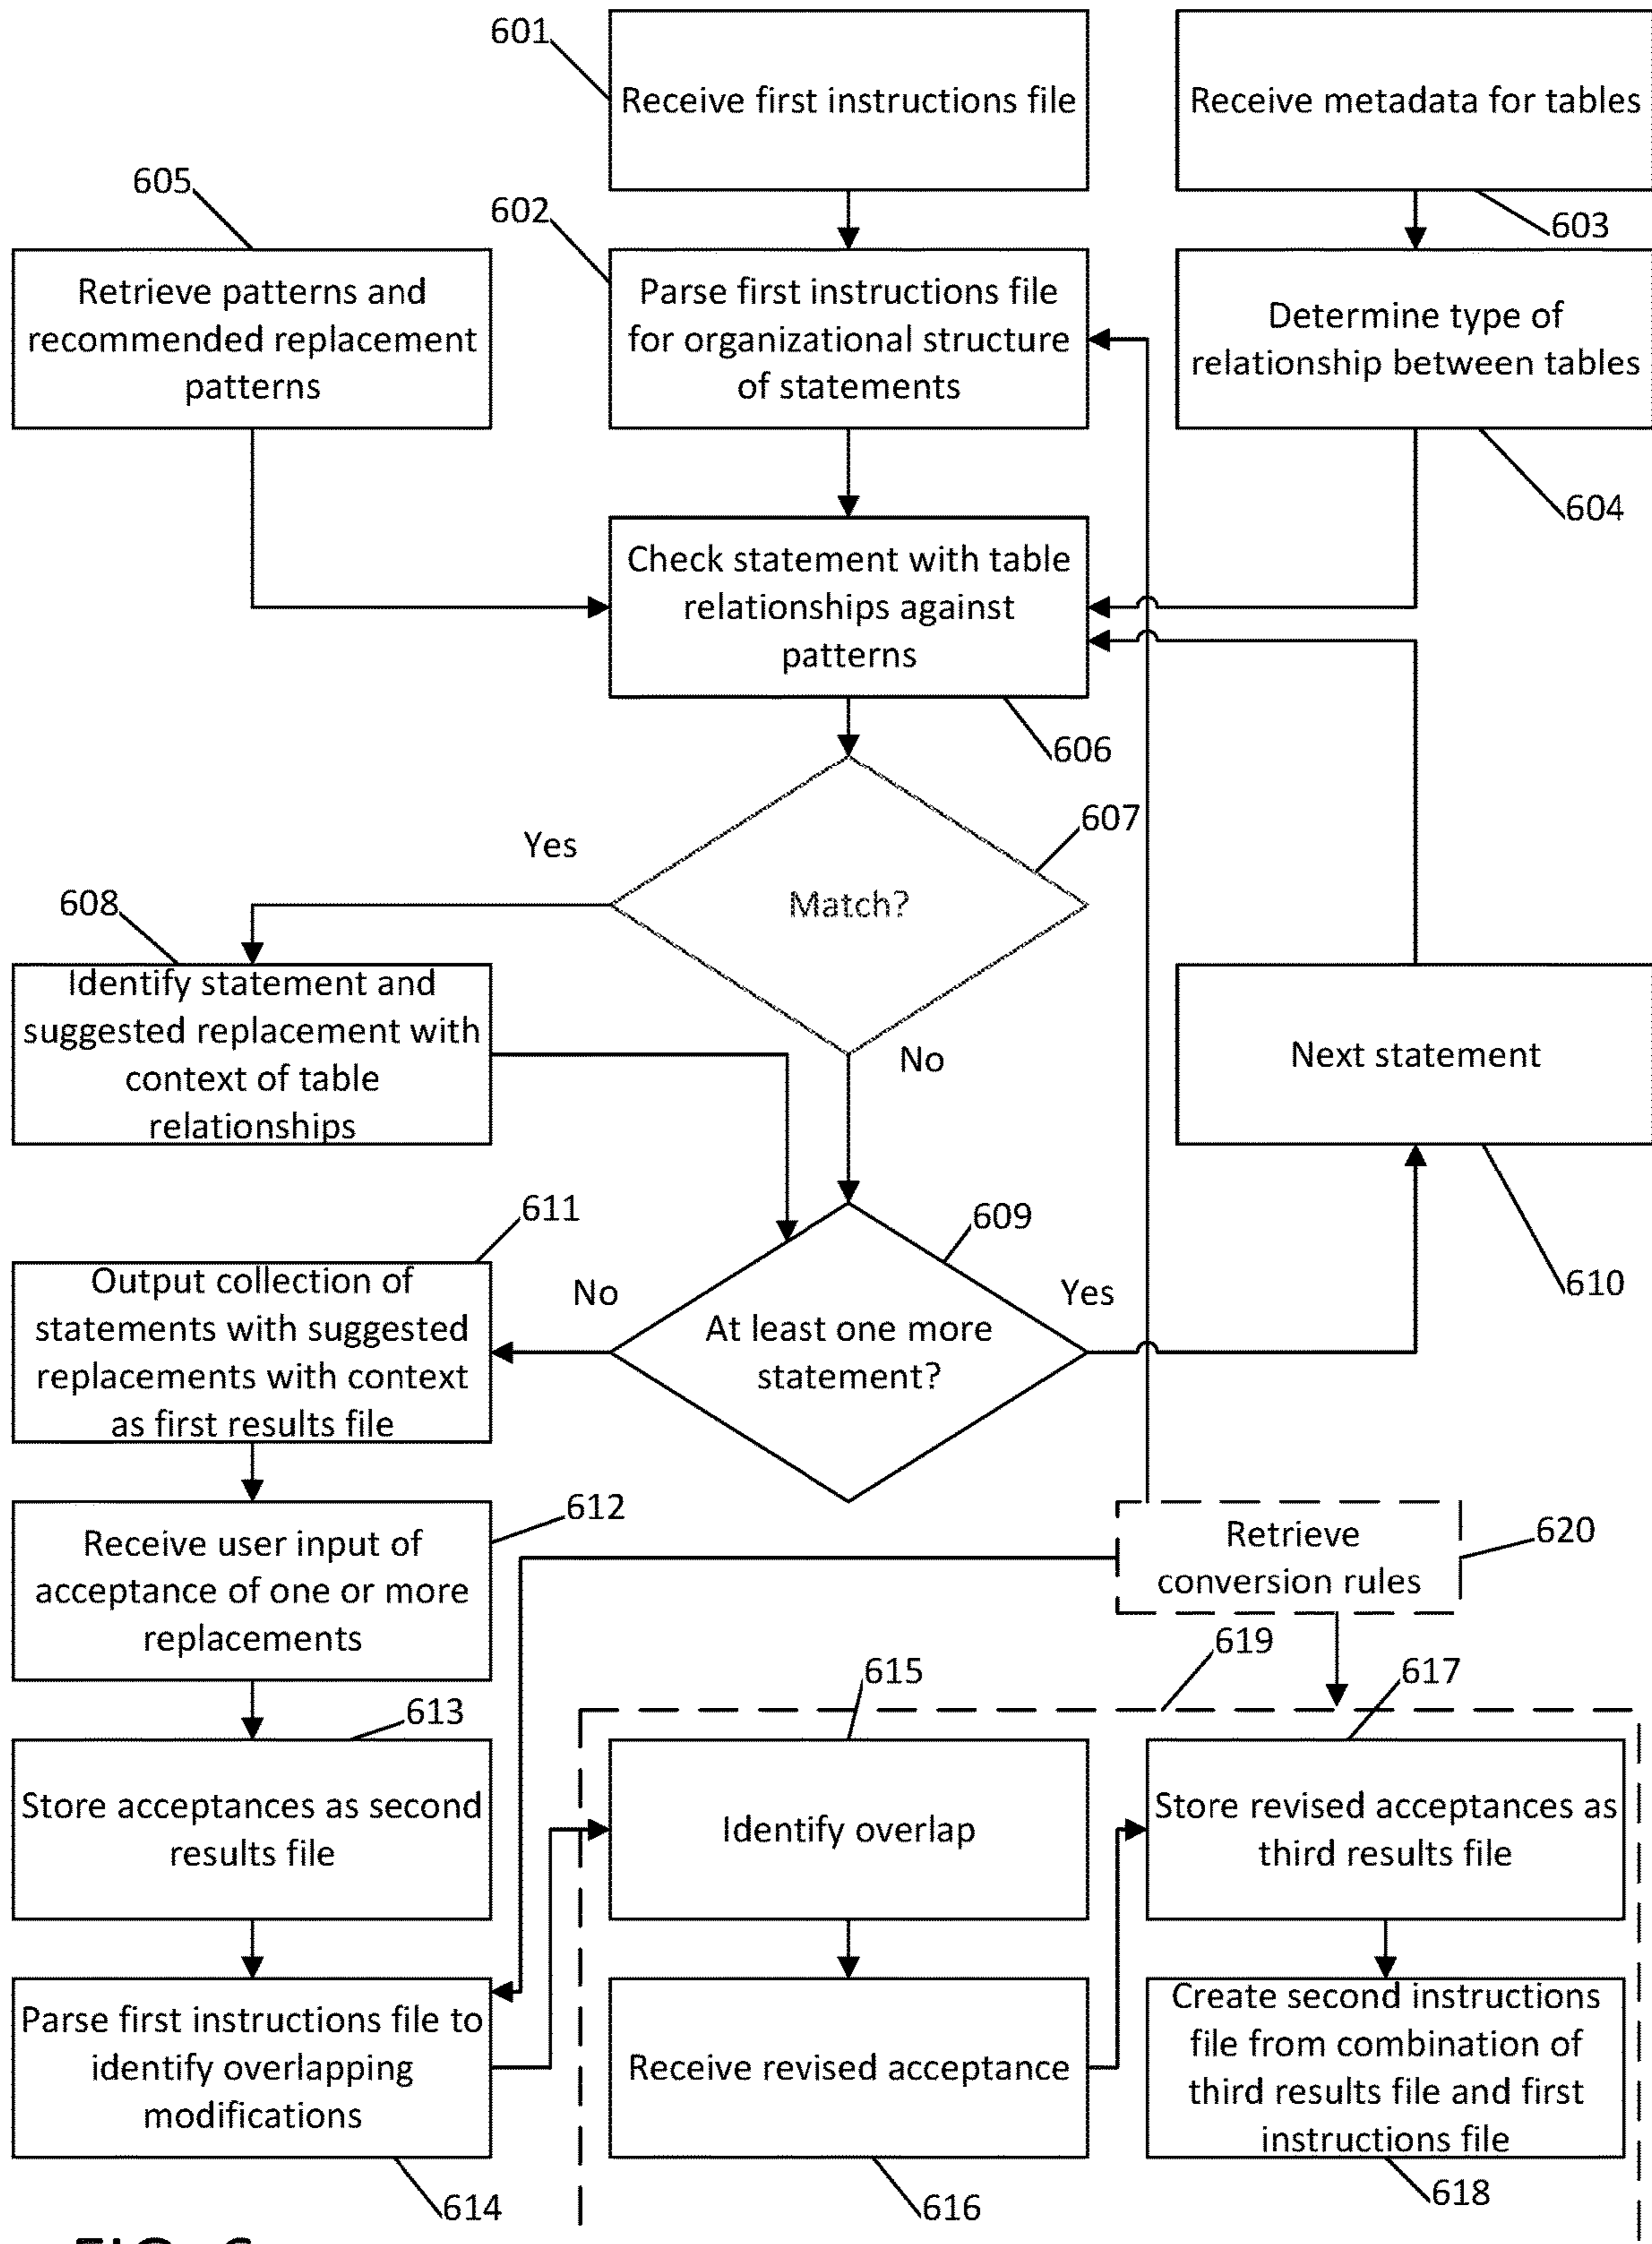 601
Receive first instructions file
Receive metadata for tables
603
605
602
Retrieve patterns and
recommended replacement
patterns
Parse first instructions file
for organizational structure
of statements
Determine type of
relationship between tables
604
Check statement with table
relationships against
patterns
606
607
Yes
Match?
No
608
Identify statement and
suggested replacement with
context of table
relationships
Next statement
610
609
611
Output collection of
statements with suggested
replacements with context
as first results file
No
At least one more
statement?
Yes
612
Receive user input of
acceptance of one or more
replacements
Retrieve
conversion rules
620
619
613
615
617
Store acceptances as second
results file
Identify overlap
Store revised acceptances as
third results file
Parse first instructions file to
identify overlapping
modifications
Receive revised acceptance
Create second instructions
file from combination of
third results file and first
instructions file
614
616
618